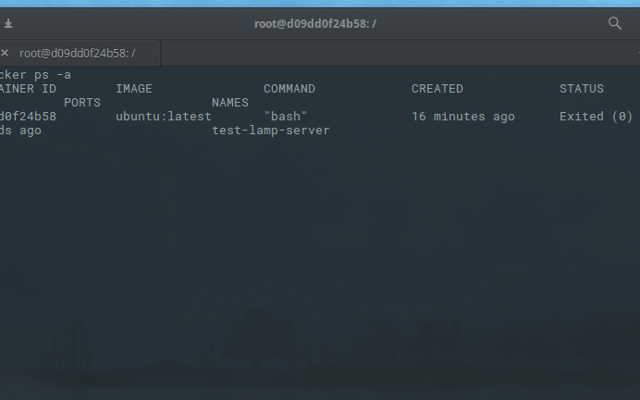 root@d09dd0f24b58: /
root@d09dd0f24b58: /
cker ps -a
AINER ID IMAGE COMMAND CREATED STATUS
PORTS NAMES
d0f24b58 ubuntu:latest "bash" 16 minutes ago Exited (0)
ds ago test-lamp-server